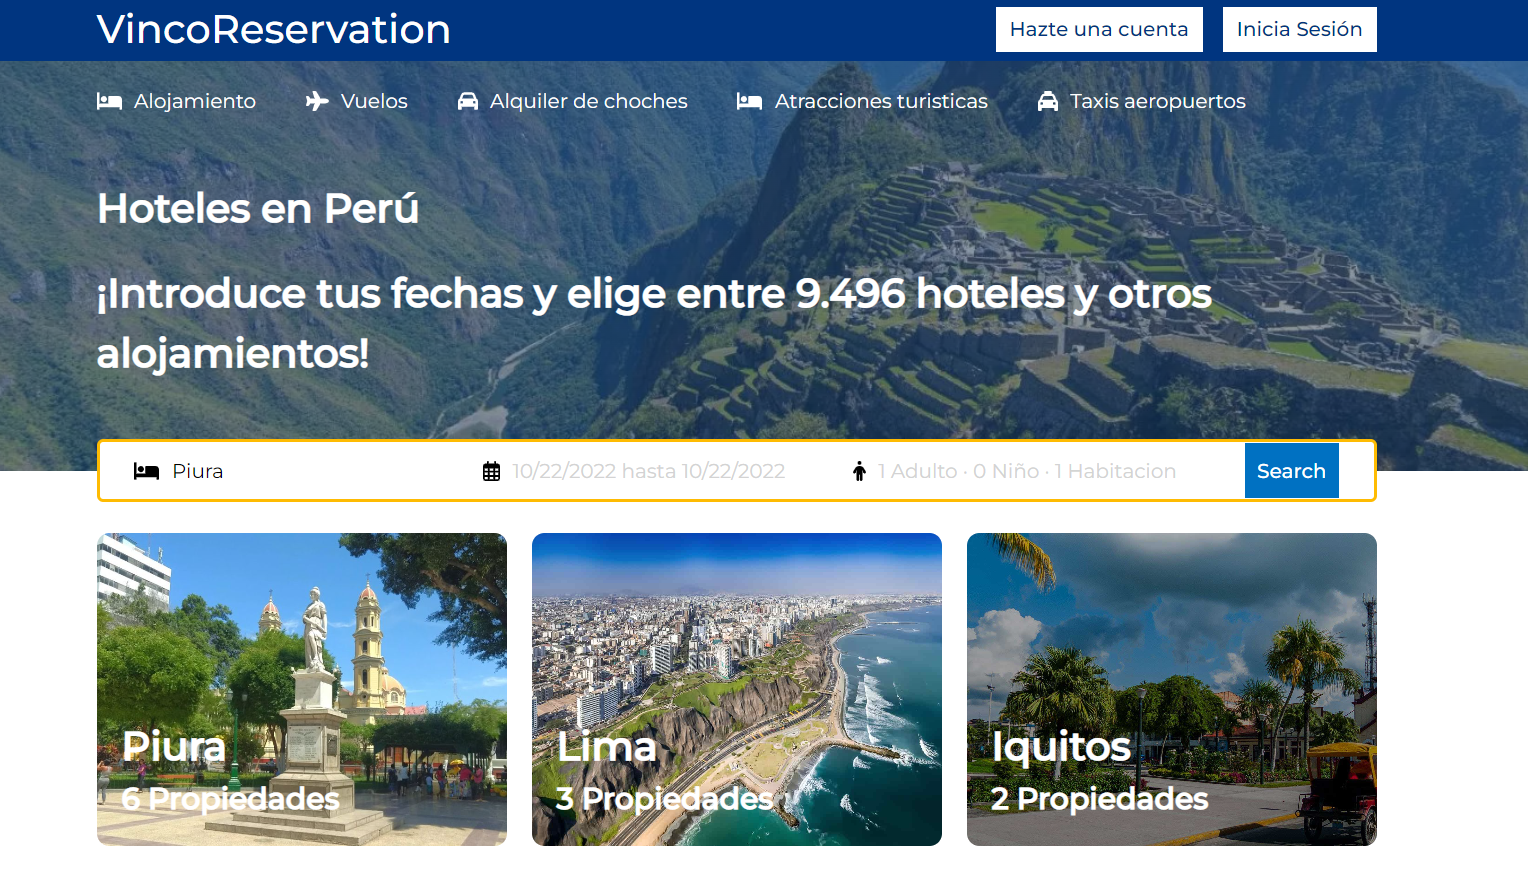 VincoReservation
Hazte una cuenta
Inicia Sesión
Alojamiento
Vuelos
Alquiler de choches
Atracciones turisticas
Taxis aeropuertos
Hoteles en Perú
¡Introduce tus fechas y elige entre 9.496 hoteles y otros
alojamientos!
Piura
10/22/2022 hasta 10/22/2022
1 Adulto · 0 Niño · 1 Habitacion
Search
Piura
6 Propiedades
Lima
3 Propiedades
Iquitos
2 Propiedades